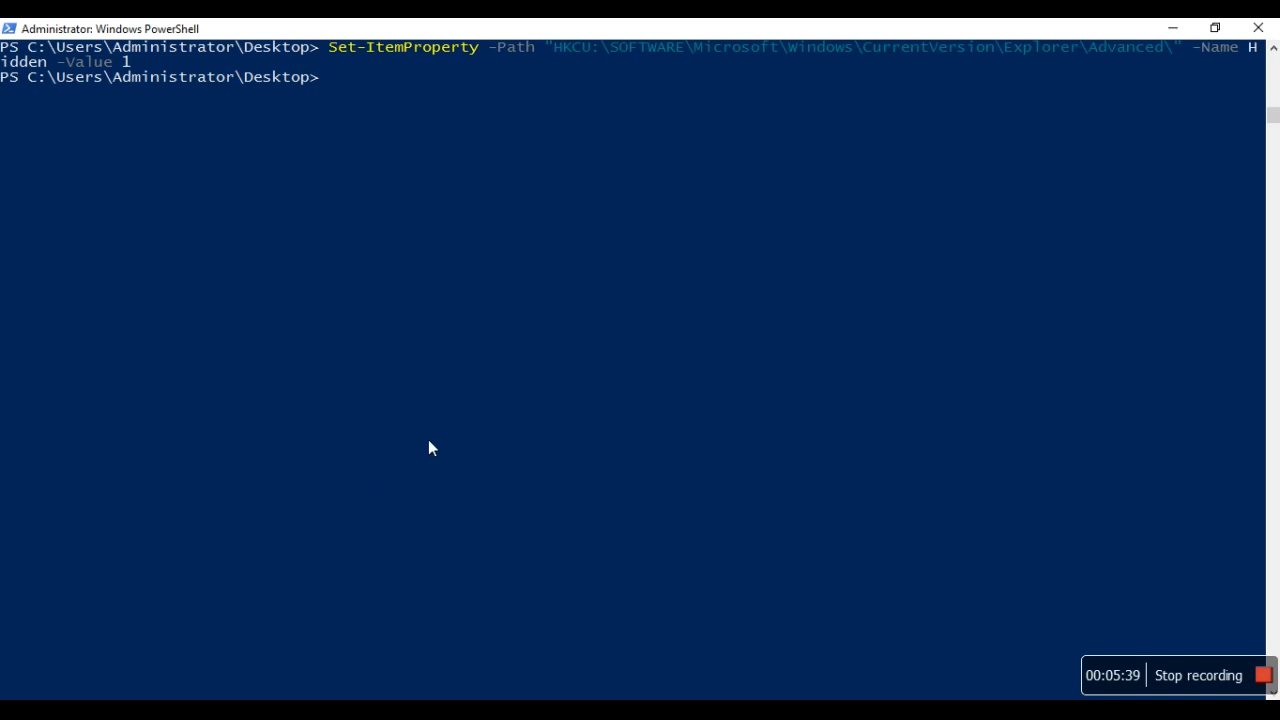 Administrator: Windows PowerShell
PS C:\Users\Administrator\Desktop> Set-ItemProperty -Path "HKCU:\SOFTWARE\Microsoft\Windows\CurrentVersion\Explorer\Advanced\" -Name H
idden -Value 1
PS C:\Users\Administrator\Desktop>
00:05:39 Stop recording